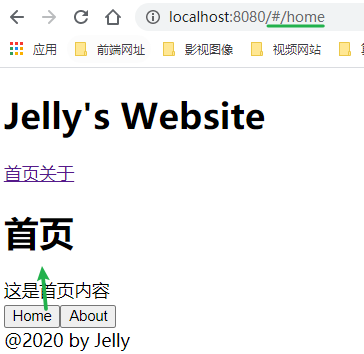 localhost:8080/#/home
应用 前端网址 影视图像 视频网站
Jelly's Website
首页关于
首页
这是首页内容
Home About
@2020 by Jelly